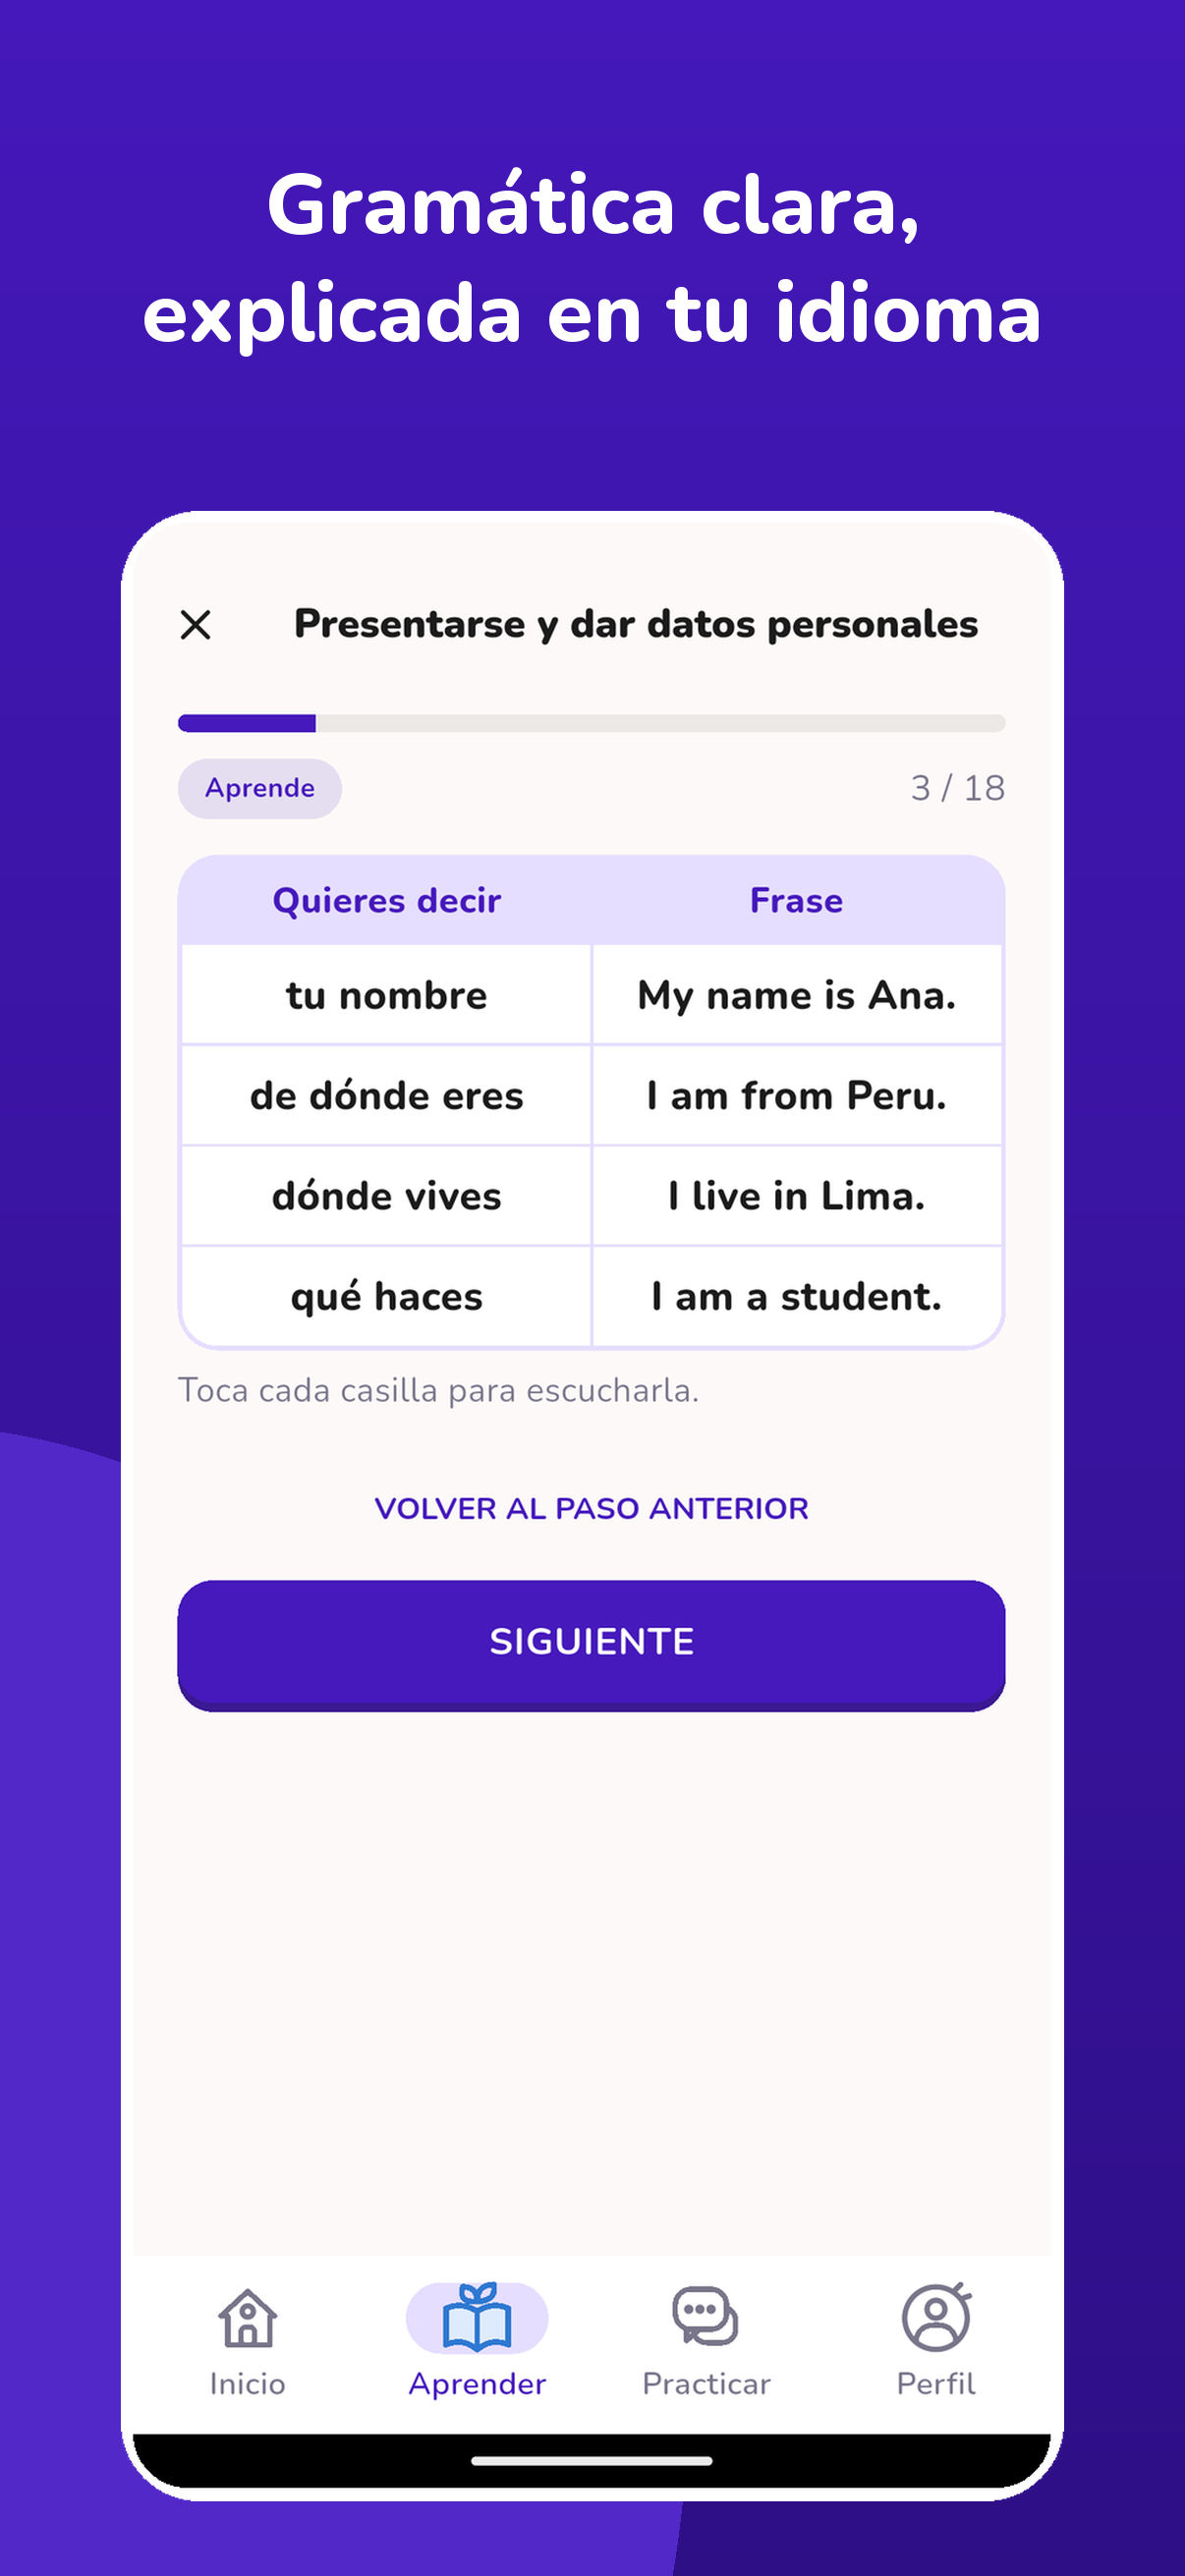 Gramática clara,
explicada en tu idioma
Presentarse y dar datos personales
Aprende
3 / 18
Quieres decir Frase
tu nombre My name is Ana.
de dónde eres I am from Peru.
dónde vives I live in Lima.
qué haces I am a student.
Toca cada casilla para escucharla.
VOLVER AL PASO ANTERIOR
SIGUIENTE
Inicio Aprender Practicar Perfil